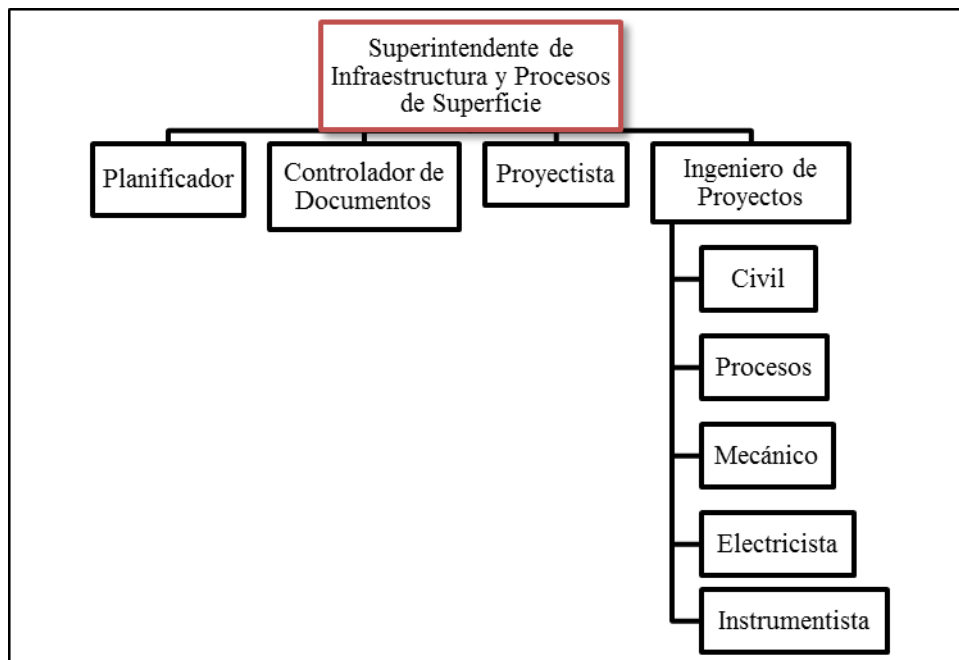 Superintendente de
Infraestructura y Procesos
de Superficie
Planificador
Controlador de
Documentos
Proyectista
Ingeniero de
Proyectos
Civil
Procesos
Mecánico
Electricista
Instrumentista